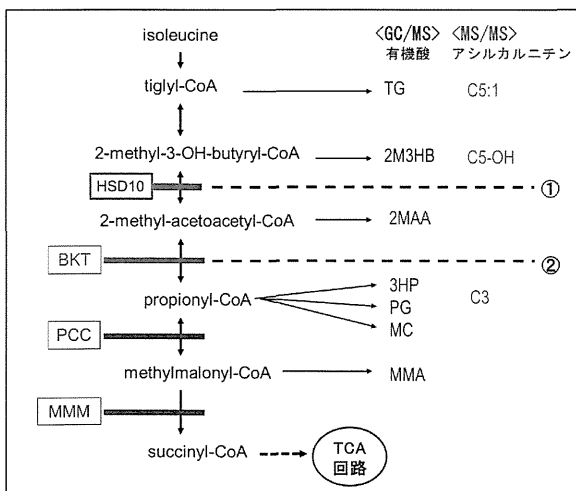 <GC/MS> <MS/MS>
有機酸 アシルカルニチン
isoleucine
tiglyl-CoA TG C5:1
2-methyl-3-OH-butyryl-CoA 2M3HB C5-OH
HSD10 ①
2-methyl-acetoacetyl-CoA 2MAA
BKT ②
3HP
propionyl-CoA PG C3
MC
PCC
methylmalonyl-CoA MMA
MMM
succinyl-CoA TCA
回路